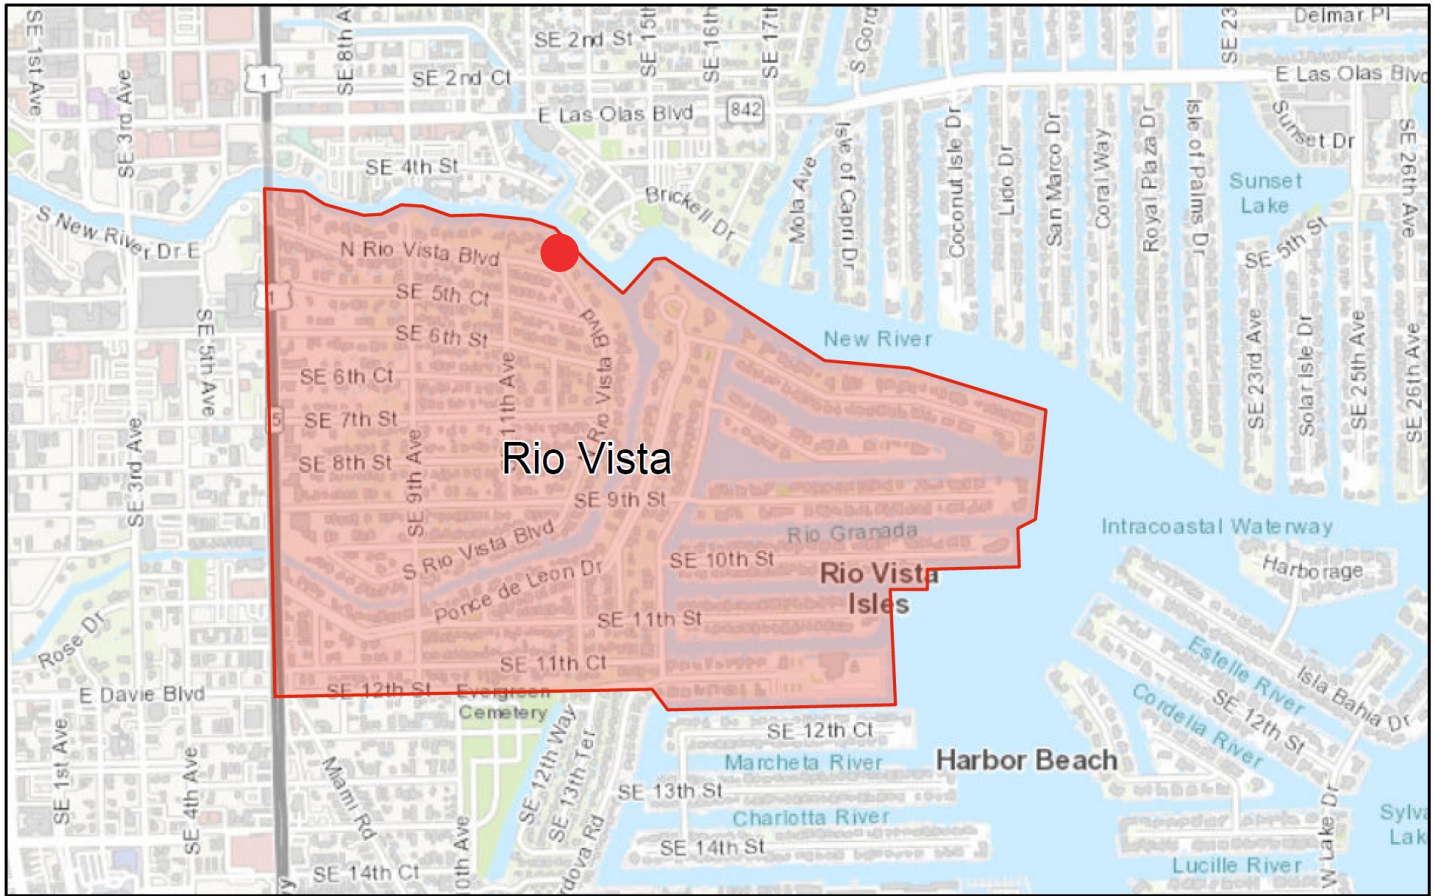 SE 1st Ave
SE 3rd Ave
1
SE 8th A
SE 2nd St
SE 2nd Ct
SE 15th
SE 16th
SE 17th
S Gord
SE 23
Delmar Pl
E Las Olas Blvd
E Las Olas Blvd
842
SE 4th St
Brickell Dr
Mola Ave
Isle of Capri Dr
Coconut Isle Dr
Lido Dr
San Marco Dr
Coral Way
Royal Plaza Dr
Isle of Palms Dr
Sunset Dr
Sunset
Lake
SE 26th Ave
SE 5th St
S New River Dr E
N Rio Vista Blvd
SE 5th Ct
SE 6th St
1
SE 5th Ave
SE 6th Ct
11th Ave
Rio Vista Blvd
Blvd
SE 7th St
5
SE 8th St
SE 9th Ave
SE 3rd Ave
Rio Vista
New River
SE 23rd Ave
Solar Isle Dr
SE 25th Ave
SE 26th Ave
SE 9th St
Rio Granada
S Rio Vista Blvd
SE 10th St
Ponce de Leon Dr
Rio Vista
Isles
SE 11th St
SE 11th Ct
Intracoastal Waterway
Harborage
Rose Dr
E Davie Blvd
SE 12th St
Evergreen
Cemetery
SE 12th Way
SE 13th Ter
SE 12th Ct
Marcheta River
Harbor Beach
SE 13th St
Charlotta River
SE 14th St
Estelle River
SE 12th St
Isla Bahia Dr
Cordelia River
SE 1st Ave
SE 4th Ave
Miami Rd
SE 14th Ct
10th Ave
dova Rd
W Lake Dr
Sylva
Lak
Lucille River